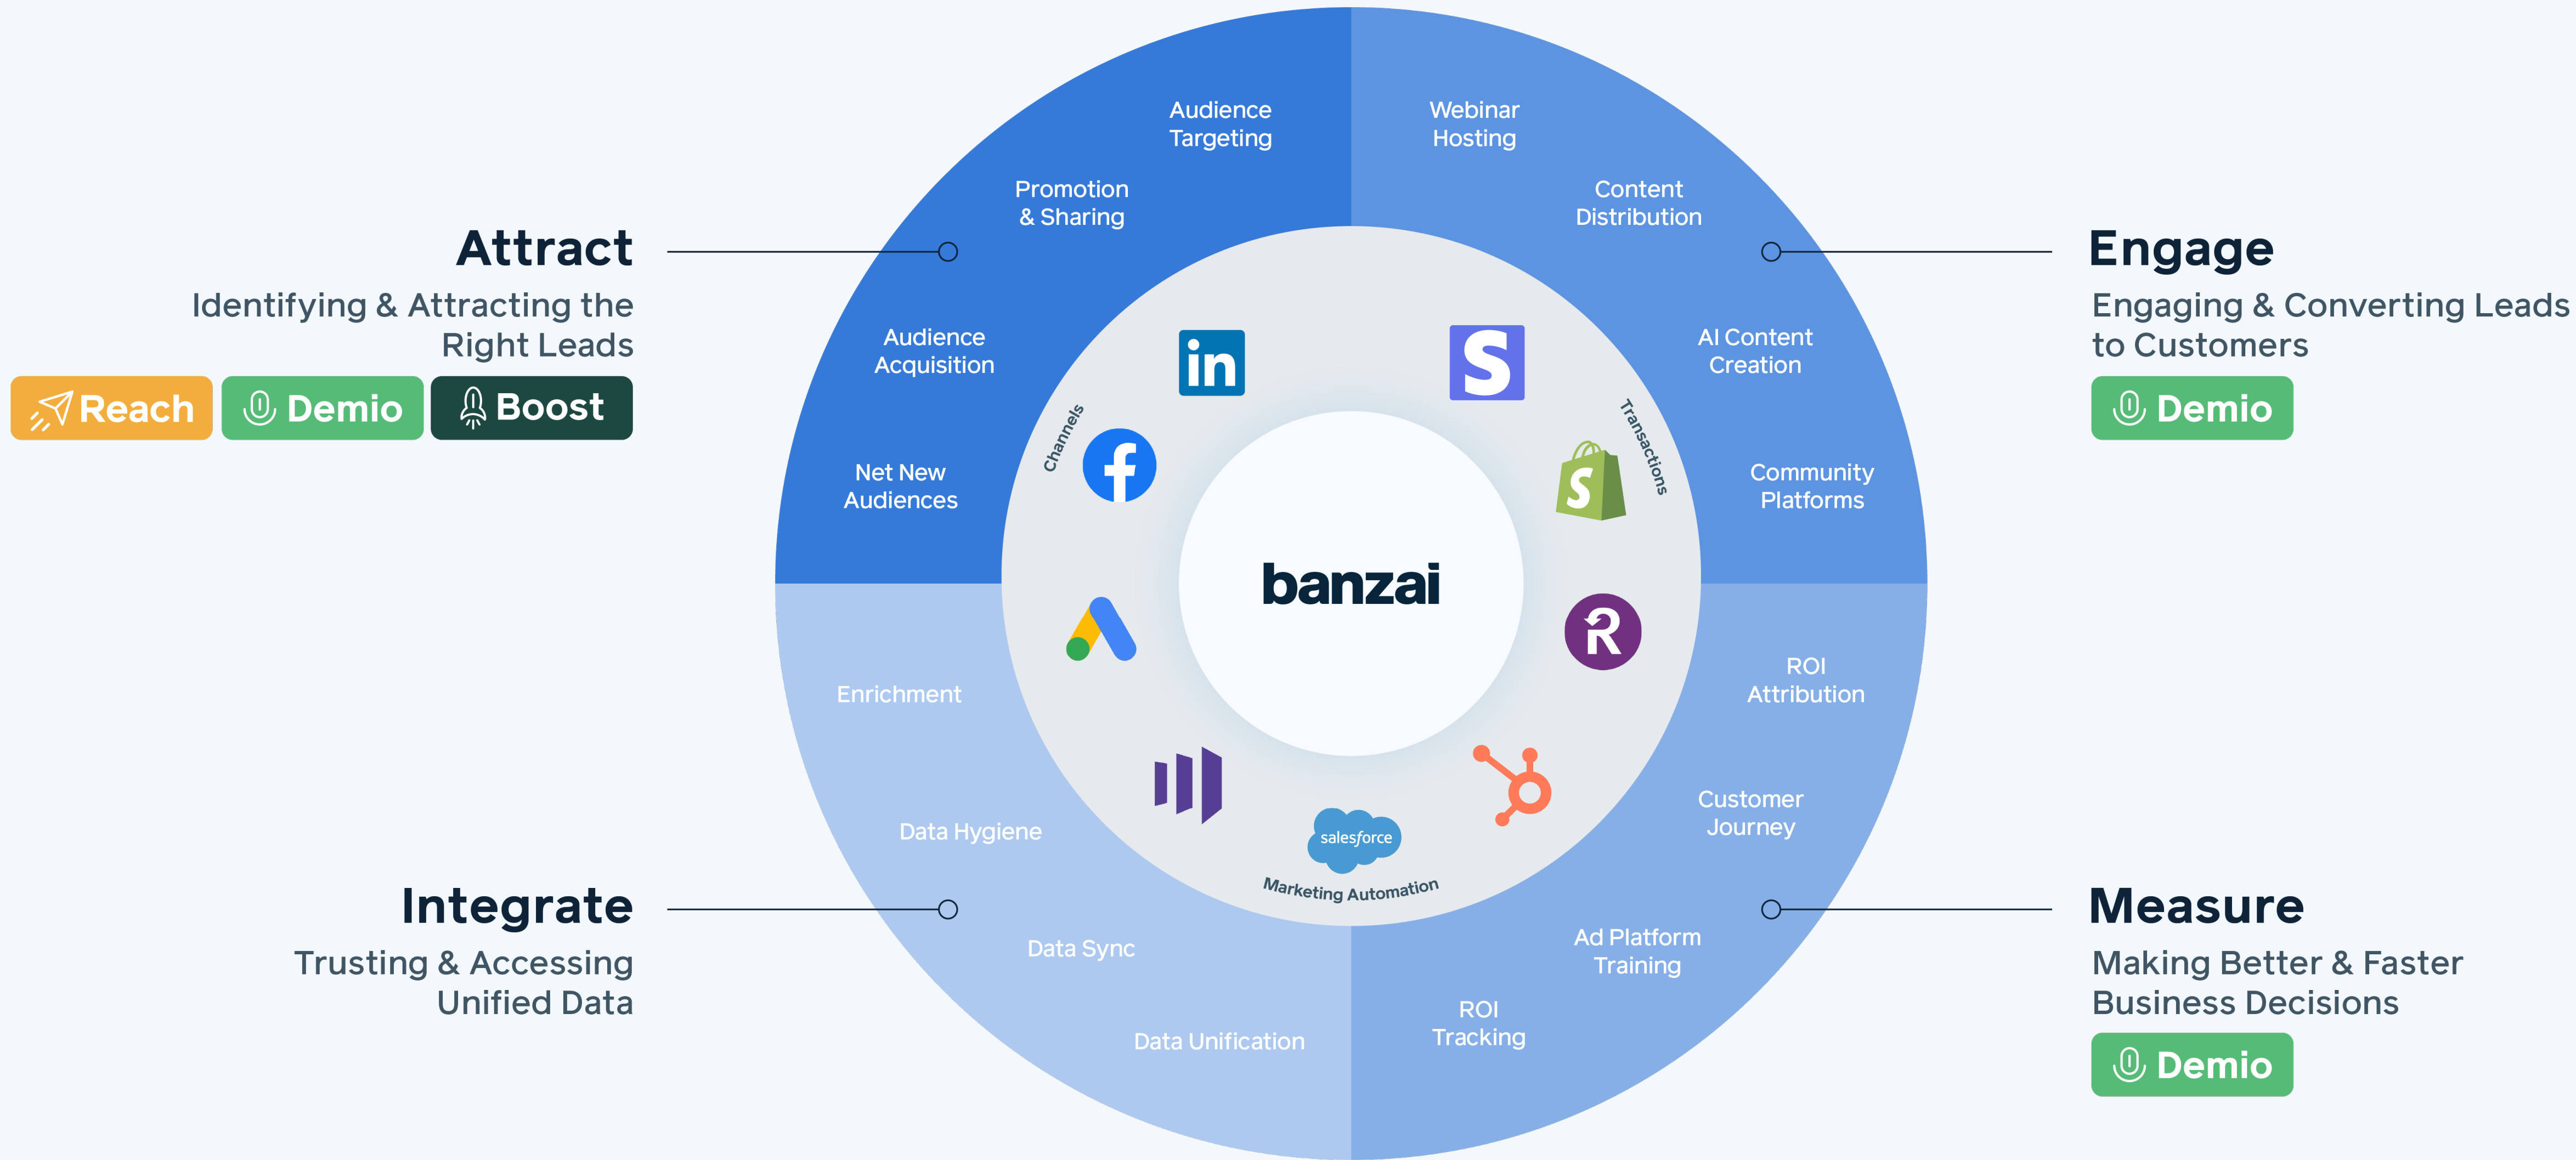 Attract
Identifying & Attracting the
Right Leads
Reach
Demio
Boost
Audience
Targeting
Promotion
& Sharing
Audience
Acquisition
Net New
Audiences
Webinar
Hosting
Content
Distribution
AI Content
Creation
Community
Platforms
Engage
Engaging & Converting Leads
to Customers
Demio
Channels
in
f
S
S
Transactions
banzai
R
salesforce
Marketing Automation
Enrichment
Data Hygiene
Data Sync
Data Unification
Integrate
Trusting & Accessing
Unified Data
ROI
Attribution
Customer
Journey
Ad Platform
Training
ROI
Tracking
Measure
Making Better & Faster
Business Decisions
Demio